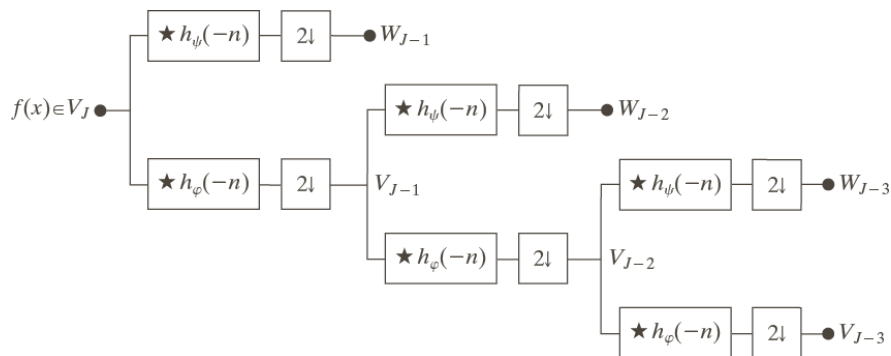 ★ h_ψ(−n) 2↓ W_{J−1}
f(x)∈V_J ★ h_ψ(−n) 2↓ W_{J−2}
★ h_φ(−n) 2↓ V_{J−1} ★ h_ψ(−n) 2↓ W_{J−3}
★ h_φ(−n) 2↓ V_{J−2}
★ h_φ(−n) 2↓ V_{J−3}